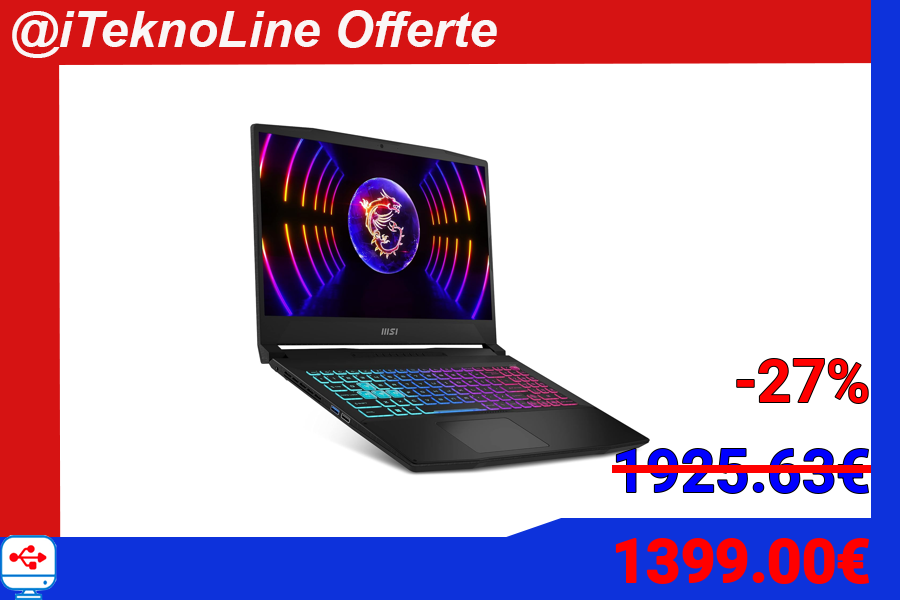 @iTeknoLine Offerte
msi
-27%
1925.63€
1399.00€